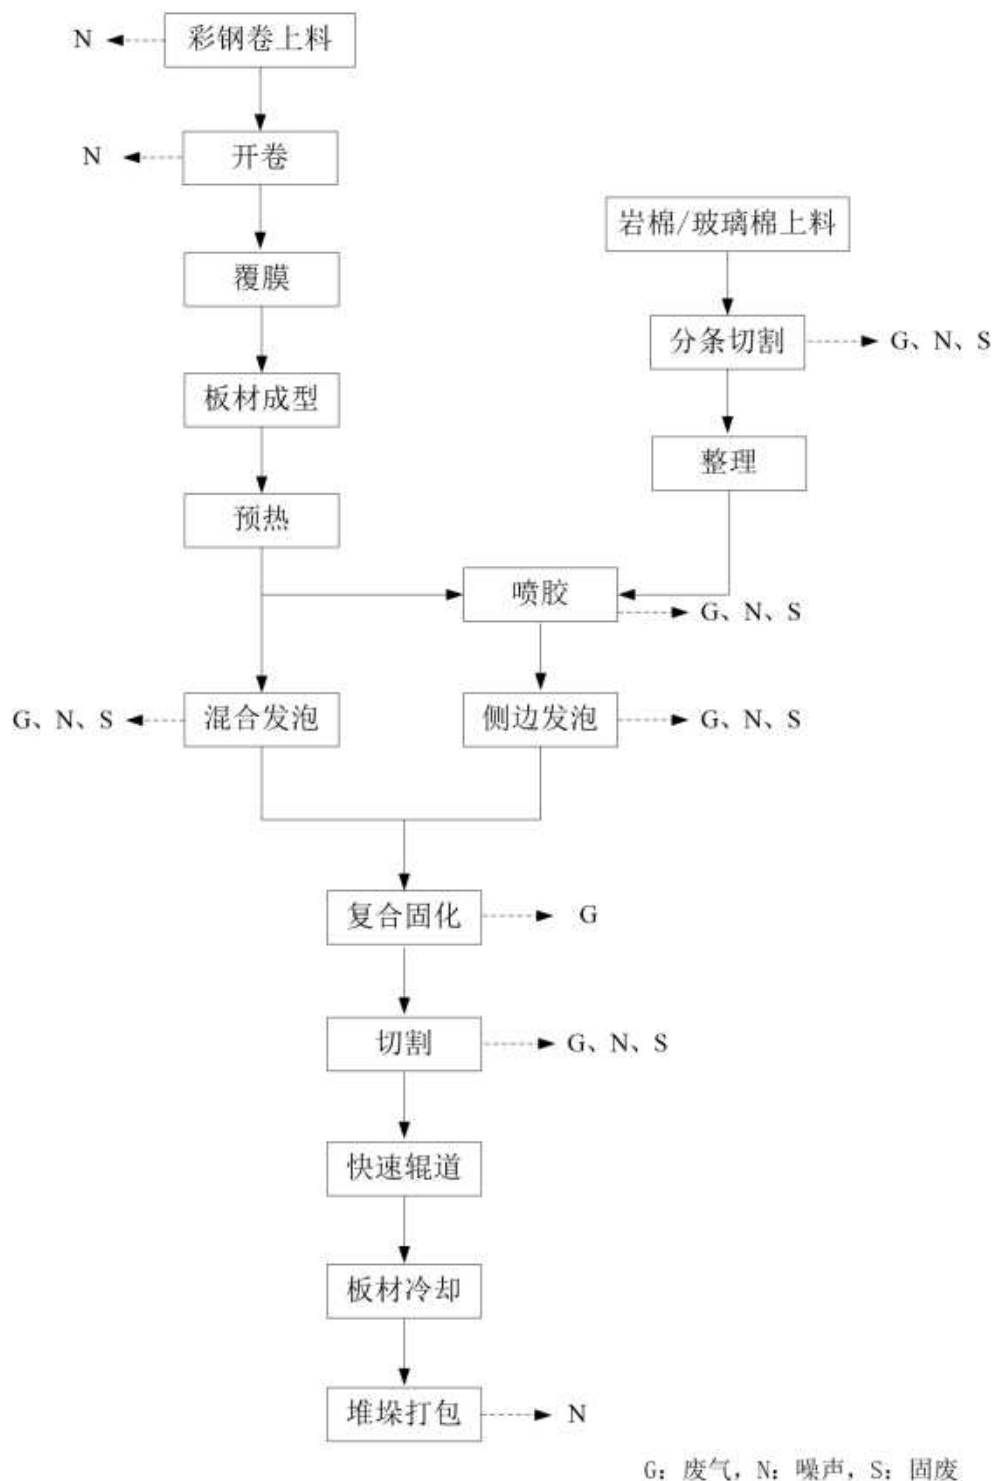 N
彩钢卷上料
N
开卷
岩棉/玻璃棉上料
覆膜
分条切割
G、N、S
板材成型
整理
预热
喷胶
G、N、S
G、N、S
混合发泡
侧边发泡
G、N、S
复合固化
G
切割
G、N、S
快速辊道
板材冷却
堆垛打包
N
G：废气，N：噪声，S：固废